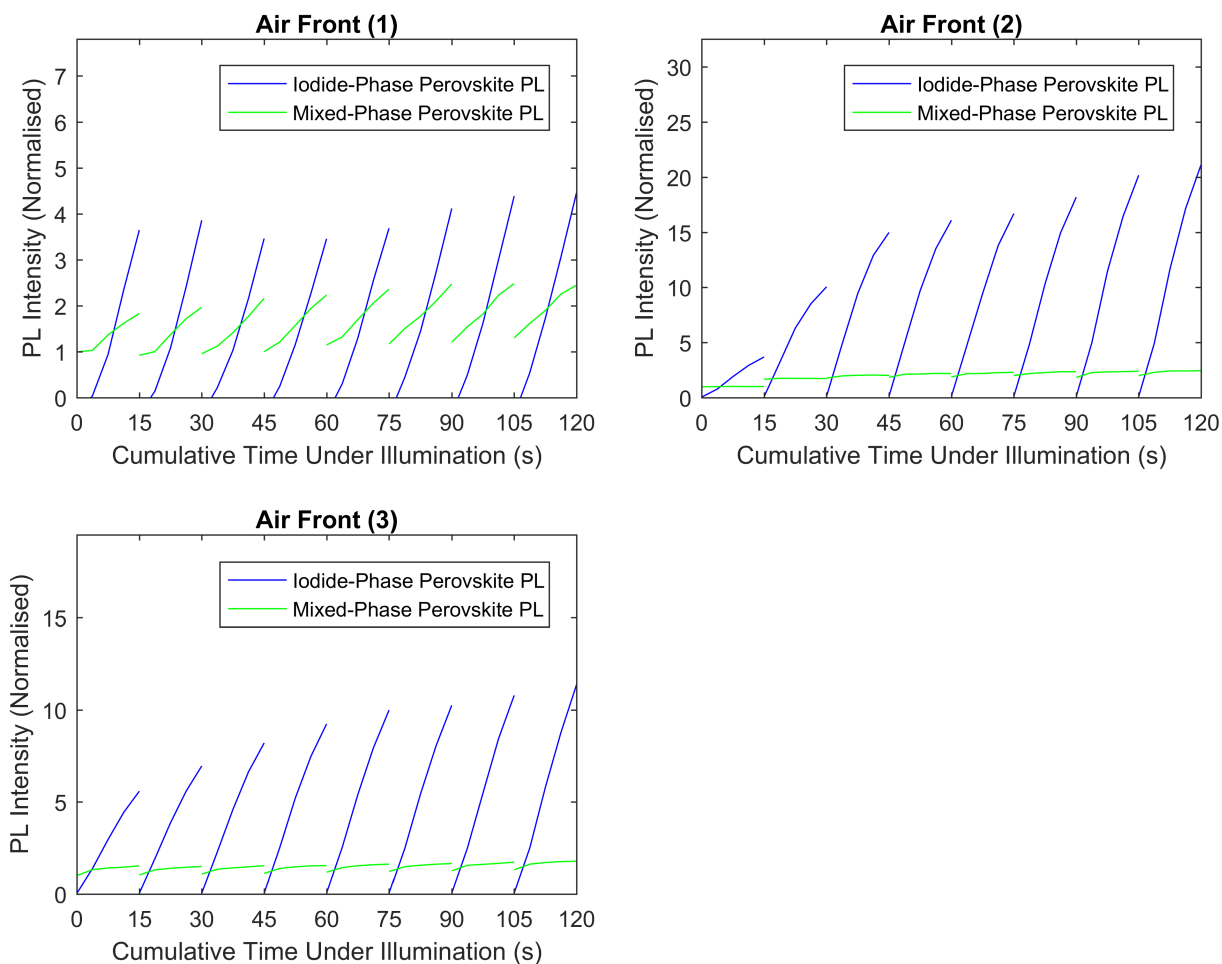 Air Front (1)
PL Intensity (Normalised)
7
6
5
4
3
2
1
0
Iodide-Phase Perovskite PL
Mixed-Phase Perovskite PL
0 15 30 45 60 75 90 105 120
Cumulative Time Under Illumination (s)
Air Front (2)
PL Intensity (Normalised)
30
25
20
15
10
5
0
Iodide-Phase Perovskite PL
Mixed-Phase Perovskite PL
0 15 30 45 60 75 90 105 120
Cumulative Time Under Illumination (s)
Air Front (3)
PL Intensity (Normalised)
15
10
5
0
Iodide-Phase Perovskite PL
Mixed-Phase Perovskite PL
0 15 30 45 60 75 90 105 120
Cumulative Time Under Illumination (s)